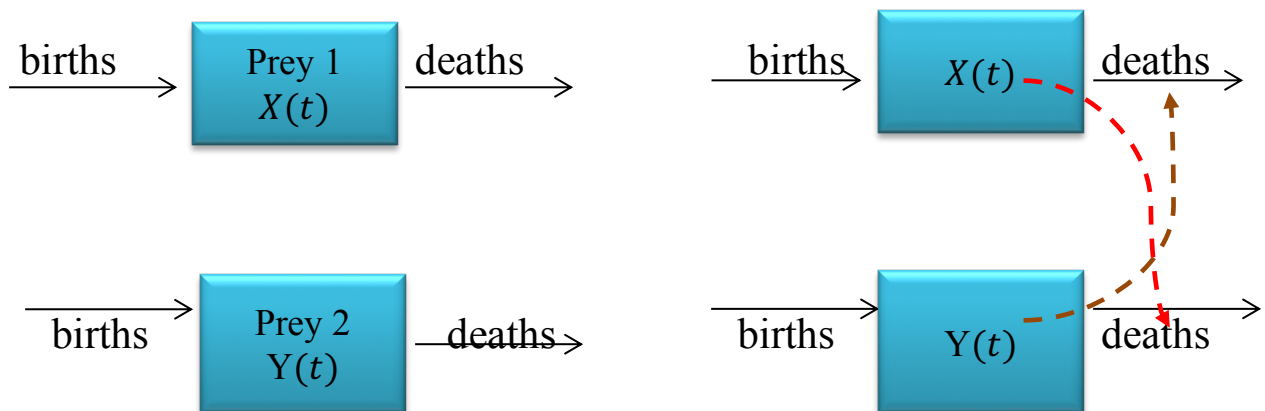 births
Prey 1
X(t)
deaths
births
Prey 2
Y(t)
deaths
births
X(t)
deaths
births
Y(t)
deaths